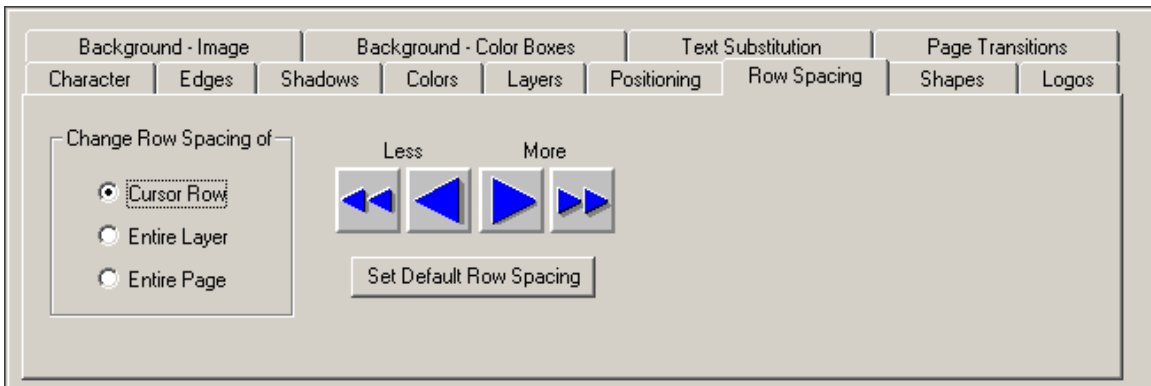 Background - Image Background - Color Boxes Text Substitution Page Transitions
Character Edges Shadows Colors Layers Positioning Row Spacing Shapes Logos
Change Row Spacing of
Less More
Cursor Row
Entire Layer
Entire Page
Set Default Row Spacing